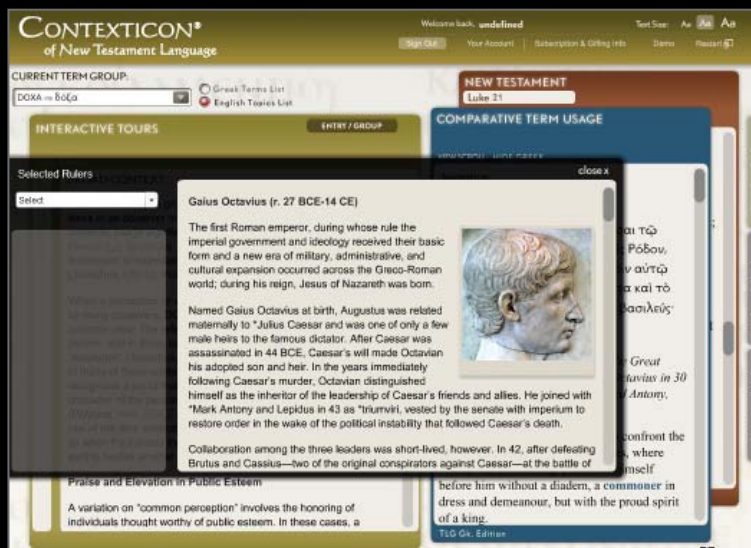 CONTEXTICON®
of New Testament Language
Welcome back, undefined
Text Size: Aa Aa Aa
Sign Out Your Account Subscription & Gifting Info Demo Restart
CURRENT TERM GROUP:
DOXA — δόξα
Greek Terms List
English Topics List
NEW TESTAMENT
Luke 21
INTERACTIVE TOURS
ENTRY / GROUP
COMPARATIVE TERM USAGE
Selected Rulers
close x
Select
Gaius Octavius (r. 27 BCE-14 CE)
The first Roman emperor, during whose rule the
imperial government and ideology received their basic
form and a new era of military, administrative, and
cultural expansion occurred across the Greco-Roman
world; during his reign, Jesus of Nazareth was born.
Named Gaius Octavius at birth, Augustus was related
maternally to *Julius Caesar and was one of only a few
male heirs to the famous dictator. After Caesar was
assassinated in 44 BCE, Caesar's will made Octavian
his adopted son and heir. In the years immediately
following Caesar's murder, Octavian distinguished
himself as the inheritor of the leadership of Caesar's friends and allies. He joined with
*Mark Antony and Lepidus in 43 as *triumviri, vested by the senate with imperium to
restore order in the wake of the political instability that followed Caesar's death.
Collaboration among the three leaders was short-lived, however. In 42, after defeating
Brutus and Cassius—two of the original conspirators against Caesar—at the battle of
αι τῷ
Ῥόδον,
ν αὐτῷ
α καὶ τὸ
βασιλεύς·
Great
ctavius in 30
Antony,
confront the
s, where
mself
before him without a diadem, a commoner in
dress and demeanour, but with the proud spirit
of a king.
TLG Gk. Edition
Praise and Elevation in Public Esteem
A variation on "common perception" involves the honoring of
individuals thought worthy of public esteem. In these cases, a